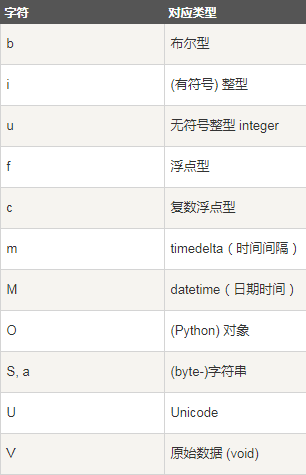 字符 对应类型
b 布尔型
i (有符号) 整型
u 无符号整型 integer
f 浮点型
c 复数浮点型
m timedelta（时间间隔）
M datetime（日期时间）
O (Python) 对象
S, a (byte-)字符串
U Unicode
V 原始数据 (void)